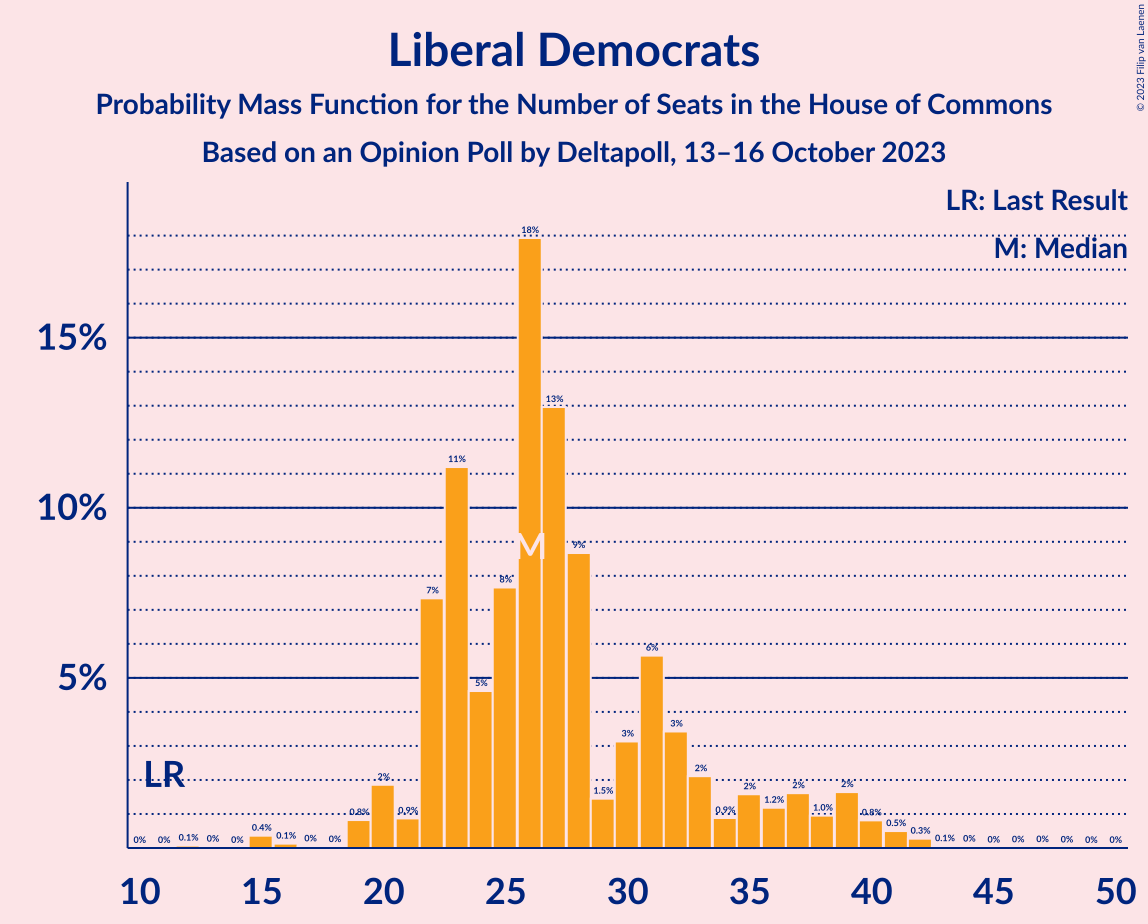 Liberal Democrats
Probability Mass Function for the Number of Seats in the House of Commons
Based on an Opinion Poll by Deltapoll, 13–16 October 2023
© 2023 Filip van Laenen
LR: Last Result
M: Median
15%
10%
5%
LR
M
0% 0% 0.1% 0% 0% 0.4% 0.1% 0% 0% 0.8% 2% 0.9% 7% 11% 5% 8% 18% 13% 9% 1.5% 3% 6% 3% 2% 0.9% 2% 1.2% 2% 1.0% 2% 0.8% 0.5% 0.3% 0.1% 0% 0% 0% 0% 0% 0% 0%
10 15 20 25 30 35 40 45 50